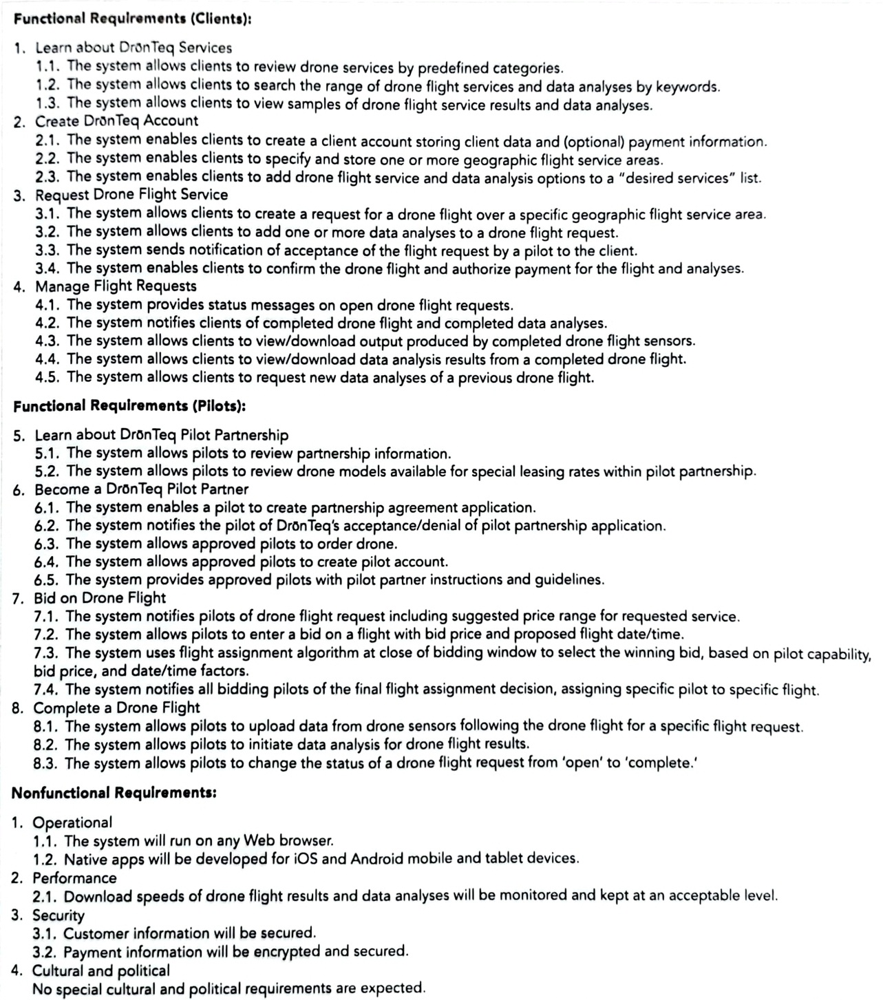 Functional Requirements (Clients):
1. Learn about DrōnTeq Services
1.1. The system allows clients to review drone services by predefined categories.
1.2. The system allows clients to search the range of drone flight services and data analyses by keywords.
1.3. The system allows clients to view samples of drone flight service results and data analyses.
2. Create DrōnTeq Account
2.1. The system enables clients to create a client account storing client data and (optional) payment information.
2.2. The system enables clients to specify and store one or more geographic flight service areas.
2.3. The system enables clients to add drone flight service and data analysis options to a “desired services” list.
3. Request Drone Flight Service
3.1. The system allows clients to create a request for a drone flight over a specific geographic flight service area.
3.2. The system allows clients to add one or more data analyses to a drone flight request.
3.3. The system sends notification of acceptance of the flight request by a pilot to the client.
3.4. The system enables clients to confirm the drone flight and authorize payment for the flight and analyses.
4. Manage Flight Requests
4.1. The system provides status messages on open drone flight requests.
4.2. The system notifies clients of completed drone flight and completed data analyses.
4.3. The system allows clients to view/download output produced by completed drone flight sensors.
4.4. The system allows clients to view/download data analysis results from a completed drone flight.
4.5. The system allows clients to request new data analyses of a previous drone flight.
Functional Requirements (Pilots):
5. Learn about DrōnTeq Pilot Partnership
5.1. The system allows pilots to review partnership information.
5.2. The system allows pilots to review drone models available for special leasing rates within pilot partnership.
6. Become a DrōnTeq Pilot Partner
6.1. The system enables a pilot to create partnership agreement application.
6.2. The system notifies the pilot of DrōnTeq's acceptance/denial of pilot partnership application.
6.3. The system allows approved pilots to order drone.
6.4. The system allows approved pilots to create pilot account.
6.5. The system provides approved pilots with pilot partner instructions and guidelines.
7. Bid on Drone Flight
7.1. The system notifies pilots of drone flight request including suggested price range for requested service.
7.2. The system allows pilots to enter a bid on a flight with bid price and proposed flight date/time.
7.3. The system uses flight assignment algorithm at close of bidding window to select the winning bid, based on pilot capability,
bid price, and date/time factors.
7.4. The system notifies all bidding pilots of the final flight assignment decision, assigning specific pilot to specific flight.
8. Complete a Drone Flight
8.1. The system allows pilots to upload data from drone sensors following the drone flight for a specific flight request.
8.2. The system allows pilots to initiate data analysis for drone flight results.
8.3. The system allows pilots to change the status of a drone flight request from 'open' to 'complete.'
Nonfunctional Requirements:
1. Operational
1.1. The system will run on any Web browser.
1.2. Native apps will be developed for iOS and Android mobile and tablet devices.
2. Performance
2.1. Download speeds of drone flight results and data analyses will be monitored and kept at an acceptable level.
3. Security
3.1. Customer information will be secured.
3.2. Payment information will be encrypted and secured.
4. Cultural and political
No special cultural and political requirements are expected.